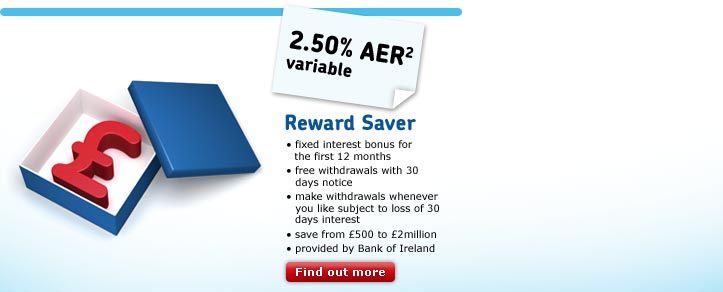 2.50% AER2
variable
Reward Saver
• fixed interest bonus for
the first 12 months
• free withdrawals with 30
days notice
• make withdrawals whenever
you like subject to loss of 30
days interest
• save from £500 to £2million
• provided by Bank of Ireland
Find out more
£